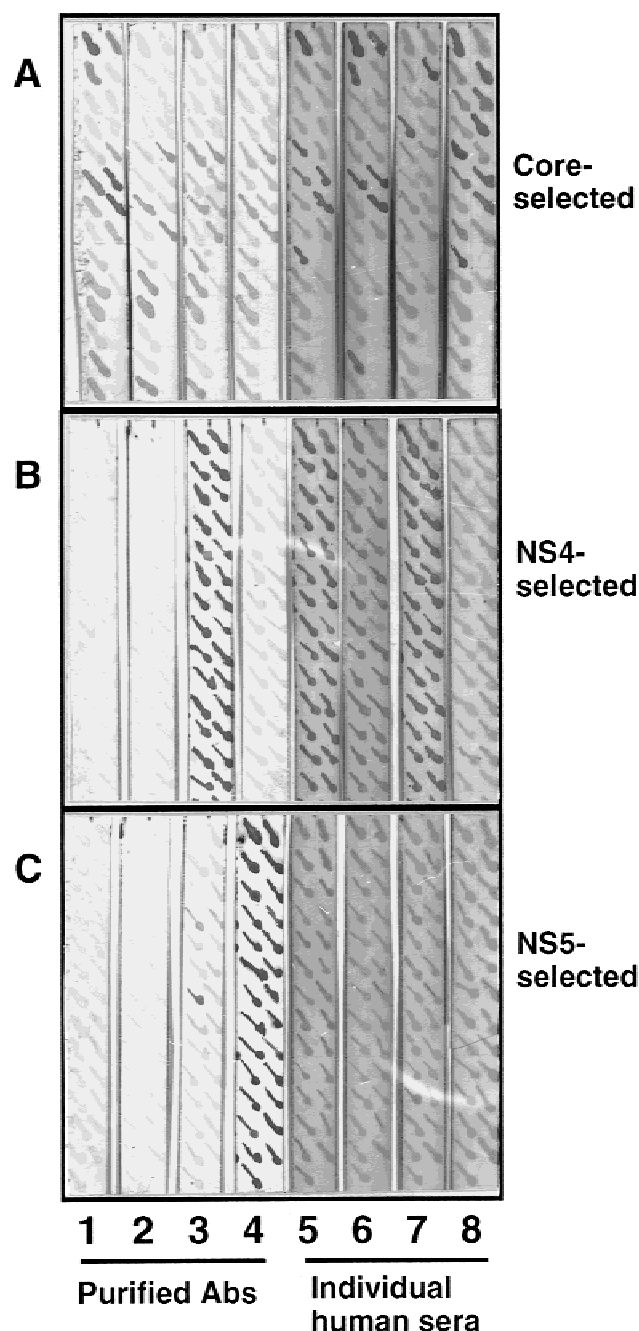 A
Core-
selected
B
NS4-
selected
C
NS5-
selected
1 2 3 4 5 6 7 8
Purified Abs
Individual
human sera